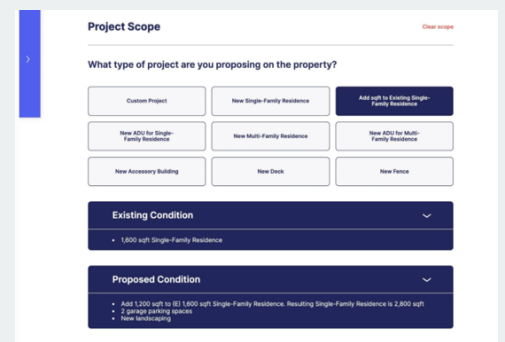 Project Scope
Clear scope
What type of project are you proposing on the property?
Custom Project
New Single-Family Residence
Add sqft to Existing Single-
Family Residence
New ADU for Single-
Family Residence
New Multi-Family Residence
New ADU for Multi-
Family Residence
New Accessory Building
New Deck
New Fence
Existing Condition
• 1,600 sqft Single-Family Residence
Proposed Condition
• Add 1,200 sqft to (E) 1,600 sqft Single-Family Residence. Resulting Single-Family Residence is 2,800 sqft
• 2 garage parking spaces
• New landscaping